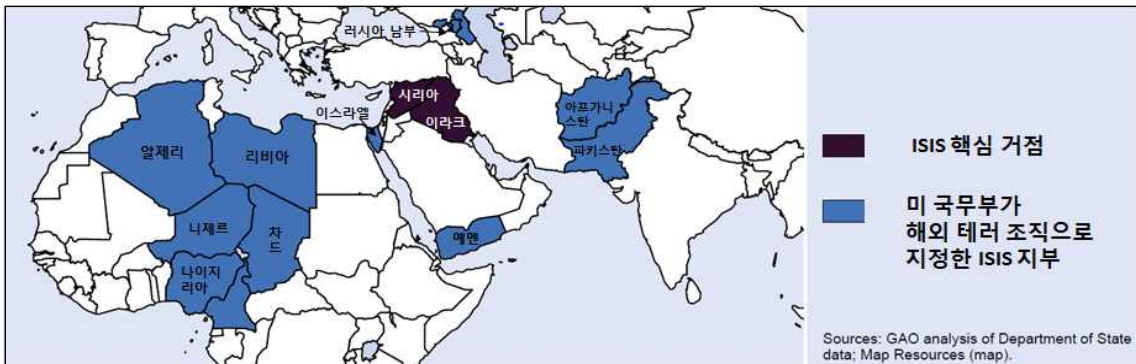 러시아 남부
시리아
이스라엘
이라크
아프가니
스탄
파키스탄
알제리
리비아
니제르
차
드
나이지
리아
예멘
ISIS 핵심 거점
미 국무부가
해외 테러 조직으로
지정한 ISIS 지부
Sources: GAO analysis of Department of State
data; Map Resources (map).